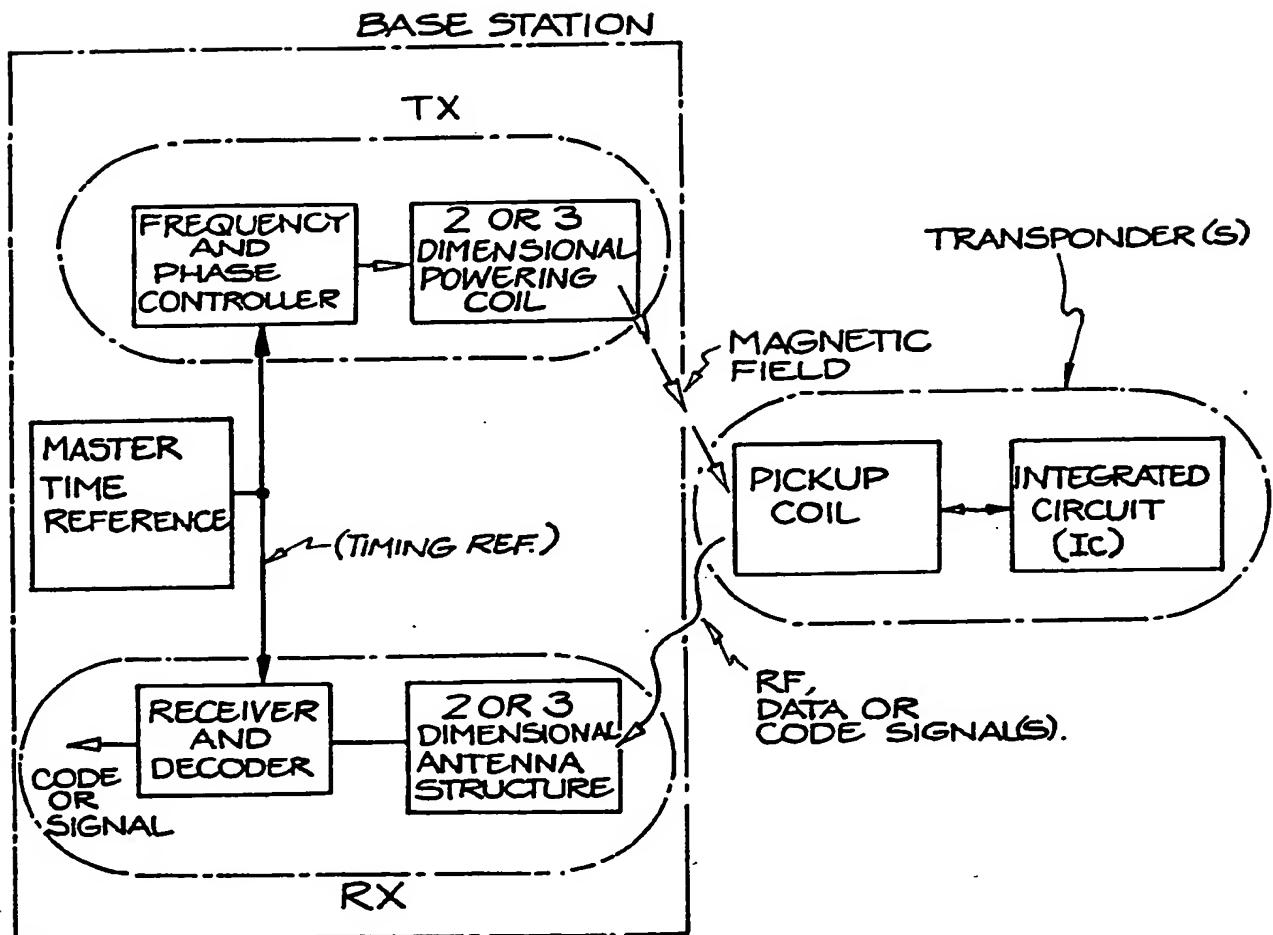 BASE STATION
TX
FREQUENCY
AND
PHASE
CONTROLLER
2 OR 3
DIMENSIONAL
POWERING
COIL
TRANSPONDER(S)
MAGNETIC
FIELD
MASTER
TIME
REFERENCE
(TIMING REF.)
PICKUP
COIL
INTEGRATED
CIRCUIT
(IC)
RECEIVER
AND
DECODER
2 OR 3
DIMENSIONAL
ANTENNA
STRUCTURE
RF,
DATA OR
CODE SIGNAL(S).
CODE
OR
SIGNAL
RX